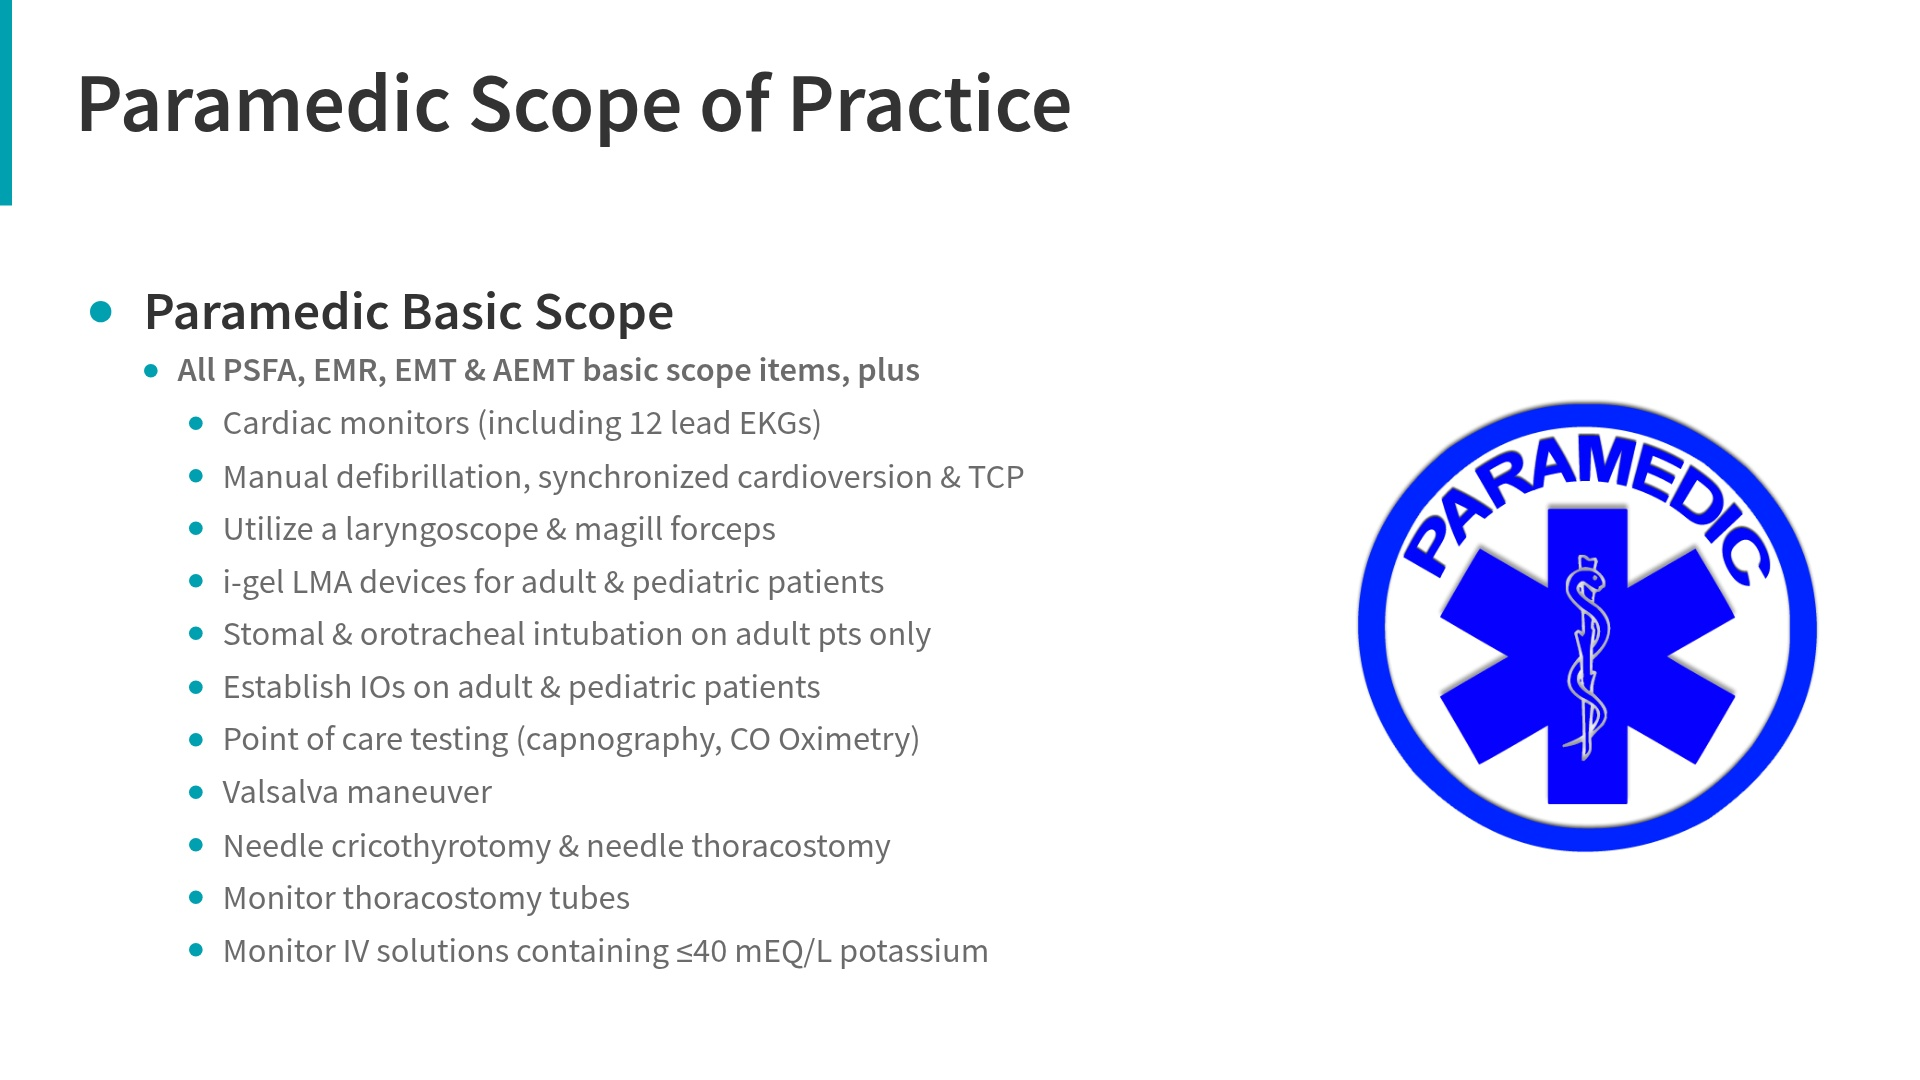 Paramedic Scope of Practice
Paramedic Basic Scope
All PSFA, EMR, EMT & AEMT basic scope items, plus
Cardiac monitors (including 12 lead EKGs)
Manual defibrillation, synchronized cardioversion & TCP
Utilize a laryngoscope & magill forceps
i-gel LMA devices for adult & pediatric patients
Stomal & orotracheal intubation on adult pts only
Establish IOs on adult & pediatric patients
Point of care testing (capnography, CO Oximetry)
Valsalva maneuver
Needle cricothyrotomy & needle thoracostomy
Monitor thoracostomy tubes
Monitor IV solutions containing ≤40 mEQ/L potassium
PARAMEDIC